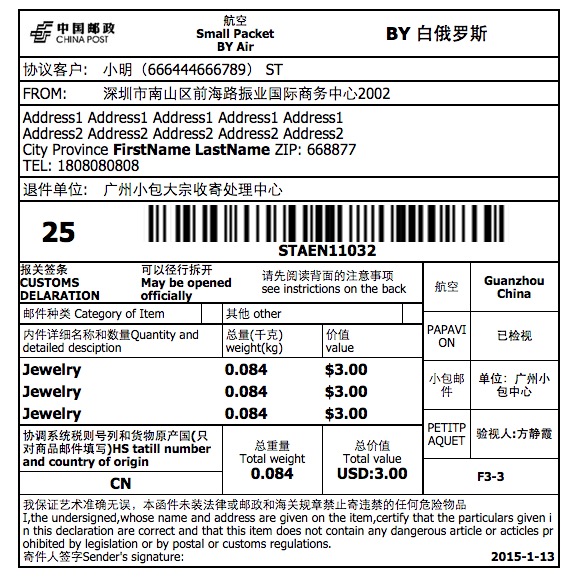 中国邮政
CHINA POST
航空
Small Packet
BY Air
BY 白俄罗斯
协议客户: 小明（666444666789） ST
FROM: 深圳市南山区前海路振业国际商务中心2002
Address1 Address1 Address1 Address1 Address1
Address2 Address2 Address2 Address2 Address2
City Province FirstName LastName ZIP: 668877
TEL: 1808080808
退件单位: 广州小包大宗收寄处理中心
25
STAEN11032
报关签条
CUSTOMS
DELARATION
可以径行拆开
May be opened
officially
请先阅读背面的注意事项
see instrictions on the back
航空
Guanzhou
China
邮件种类 Category of Item
其他 other
PAPAVI
ON
已检视
内件详细名称和数量Quantity and
detailed desciption
总量(千克)
weight(kg)
价值
value
Jewelry 0.084 $3.00
Jewelry 0.084 $3.00
Jewelry 0.084 $3.00
小包邮
件
单位: 广州小
包中心
PETITP
AQUET
验视人:方静霞
协调系统税则号列和货物原产国(只
对商品邮件填写)HS tatill number
and country of origin
CN
总重量
Total weight
0.084
总价值
Total value
USD:3.00
F3-3
我保证艺术准确无误，本函件未装法律或邮政和海关规章禁止寄违禁的任何危险物品
I,the undersigned,whose name and address are given on the item,certify that the particulars given i
n this declaration are correct and that this item does not contain any dangerous article or acticles pr
ohibited by legislation or by postal or customs regulations.
寄件人签字Sender's signature: 2015-1-13